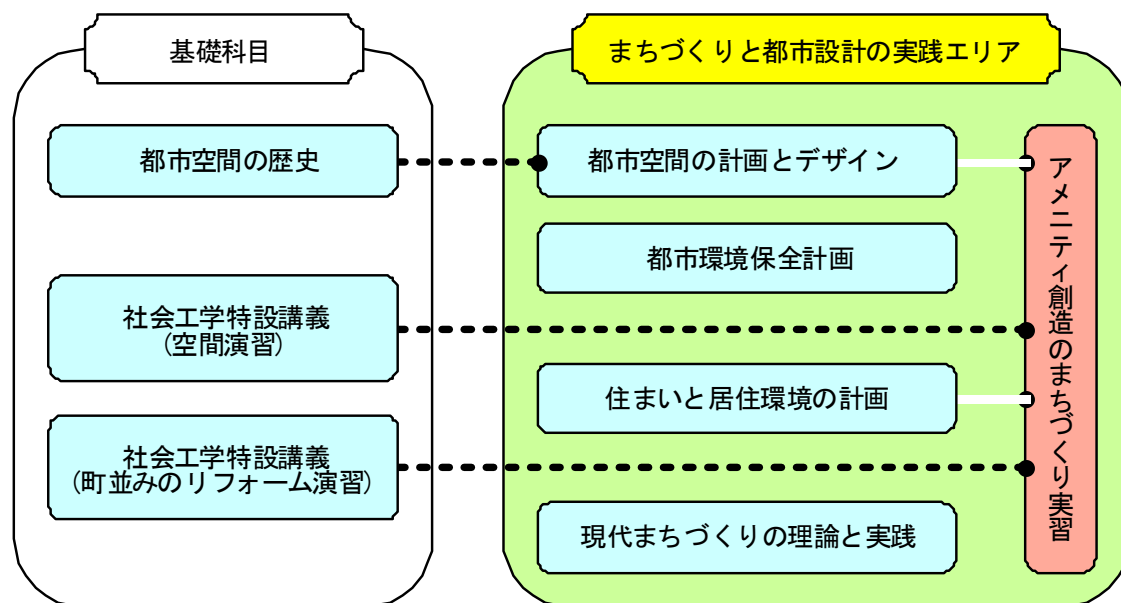 基礎科目
まちづくりと都市設計の実践エリア
都市空間の歴史
社会工学特設講義
(空間演習)
社会工学特設講義
(町並みのリフォーム演習)
都市空間の計画とデザイン
都市環境保全計画
住まいと居住環境の計画
現代まちづくりの理論と実践
アメニティ創造のまちづくり実習